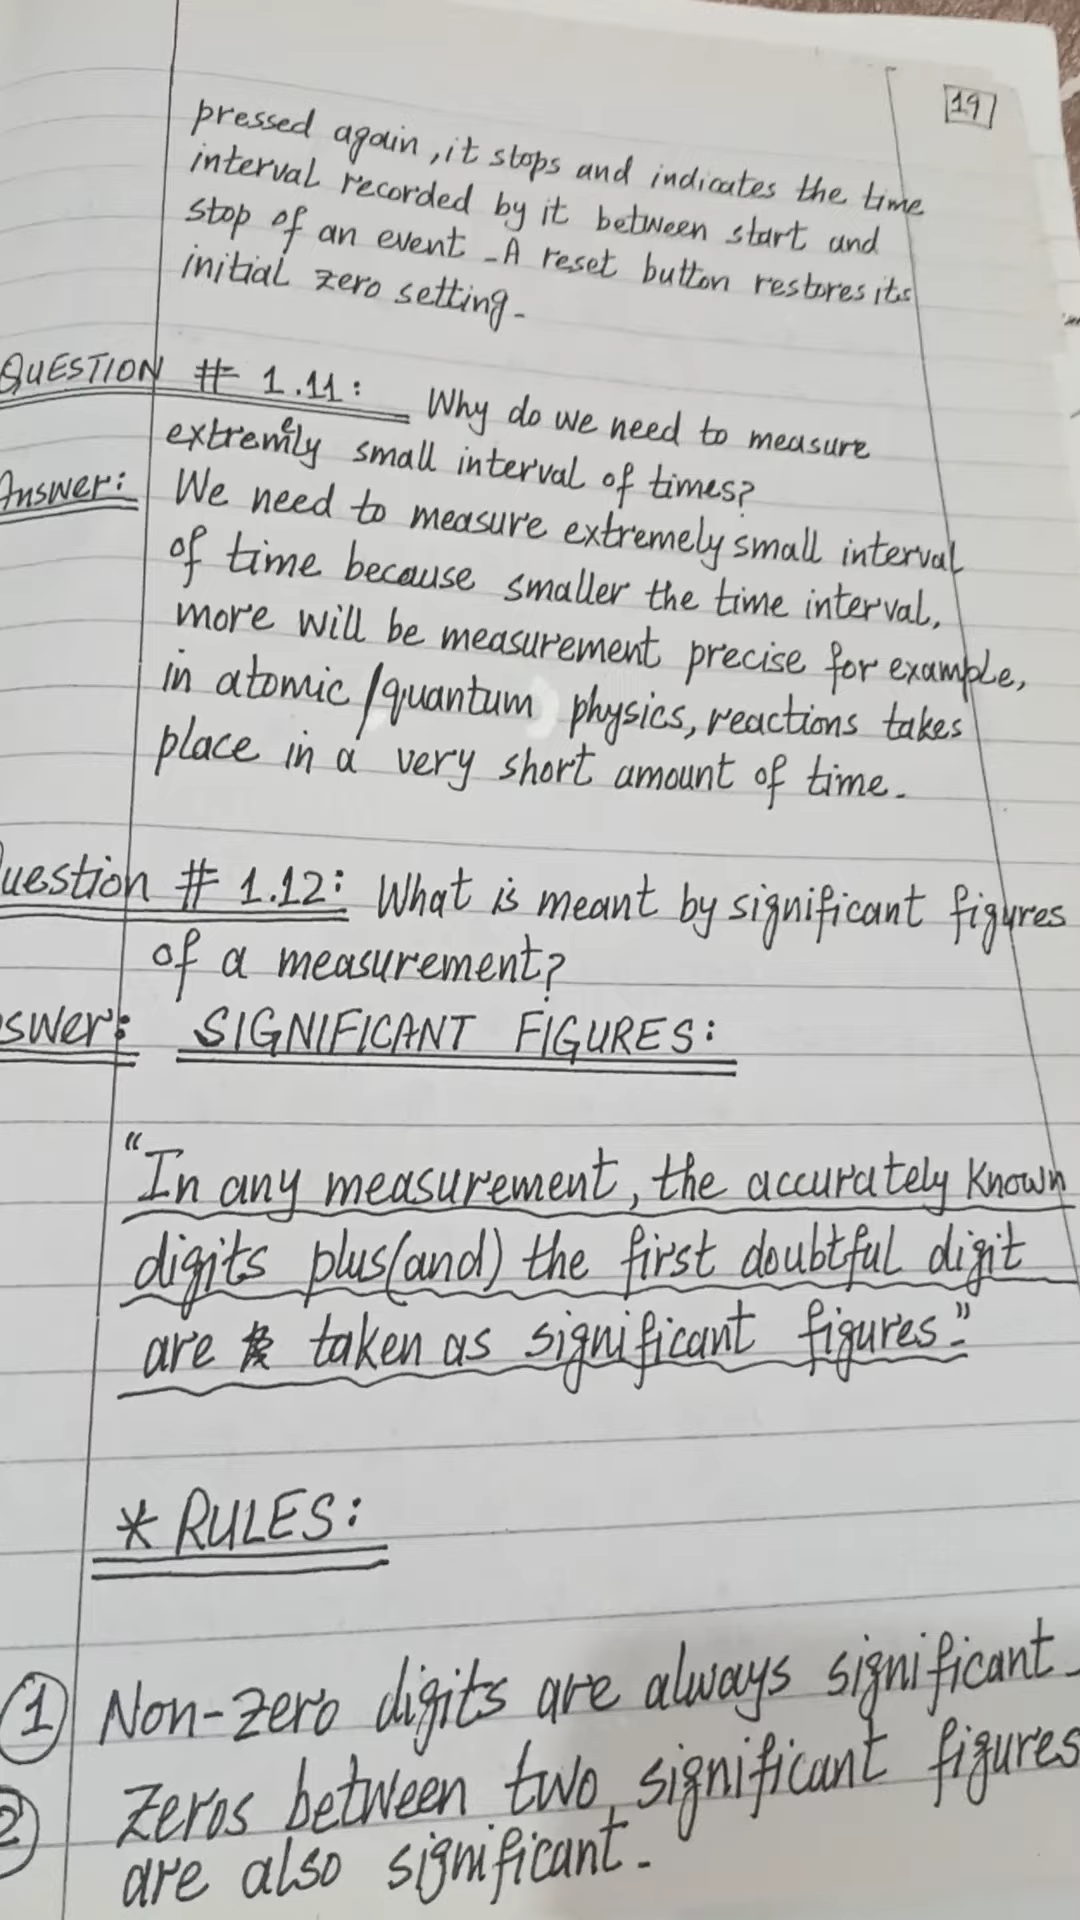 19
pressed again, it stops and indicates the time
interval recorded by it between start and
stop of an event - A reset button restores its
initial zero setting -
QUESTION # 1.11: Why do we need to measure
extremely small interval of times?
Answer: We need to measure extremely small interval
of time because smaller the time interval,
more will be measurement precise for example,
in atomic/quantum physics, reactions takes
place in a very short amount of time -
uestion # 1.12: What is meant by significant figures
of a measurement?
swer: SIGNIFICANT FIGURES:
"In any measurement, the accurately known
digits plus(and) the first doubtful digit
are taken as significant figures"-
* RULES:
1 Non-zero digits are always significant -
2 Zeros between two significant figures
are also significant -